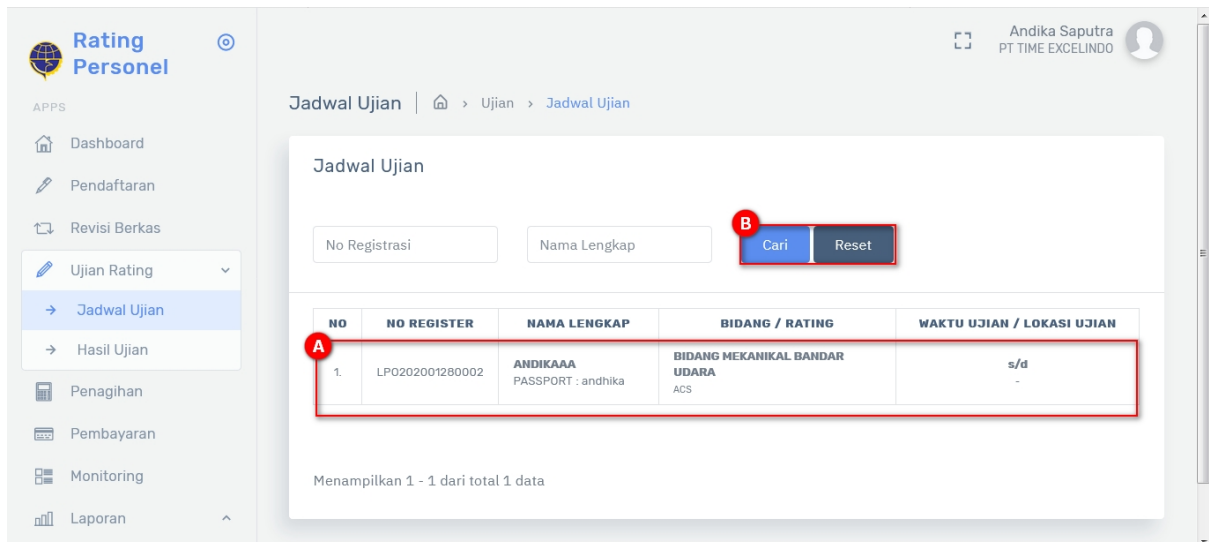 Rating
Personel
Andika Saputra
PT TIME EXCELINDO
APPS
Dashboard
Pendaftaran
Revisi Berkas
Ujian Rating
Jadwal Ujian
Hasil Ujian
Penagihan
Pembayaran
Monitoring
Laporan
Jadwal Ujian | > Ujian > Jadwal Ujian
Jadwal Ujian
No Registrasi Nama Lengkap Cari Reset
B
NO NO REGISTER NAMA LENGKAP BIDANG / RATING WAKTU UJIAN / LOKASI UJIAN
A
1. LP0202001280002 ANDIKAAA BIDANG MEKANIKAL BANDAR s/d
PASSPORT : andhika UDARA -
ACS
Menampilkan 1 - 1 dari total 1 data